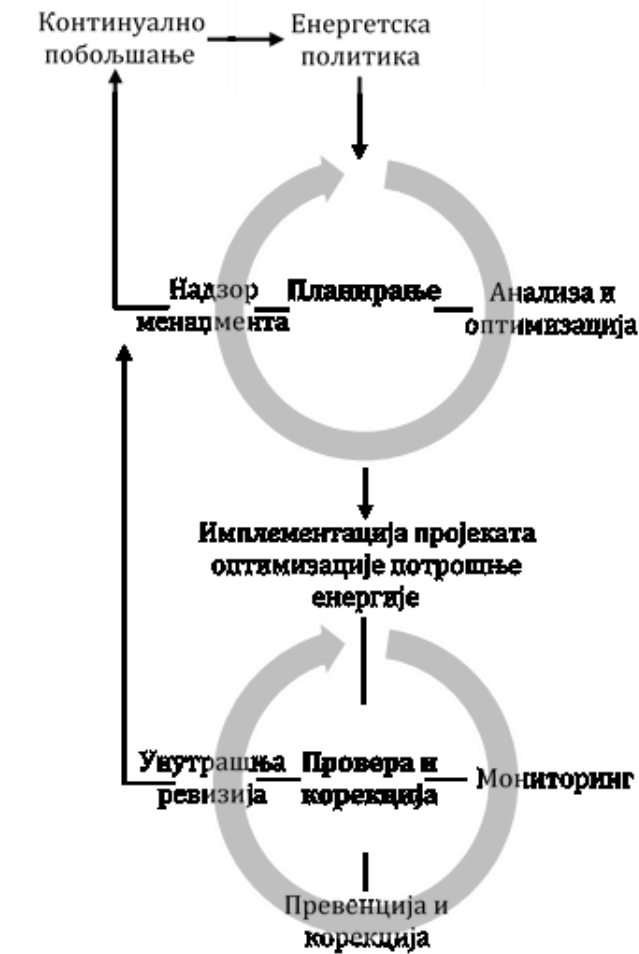 Континуално
побољшање
Енергетска
политика
Надзор
менаџмента
Планирање
Анализа и
оптимизација
Имплементација пројеката
оптимизације потрошње
енергије
Унутрашња
ревизија
Провера и
корекција
Мониторинг
Превенција и
корекција